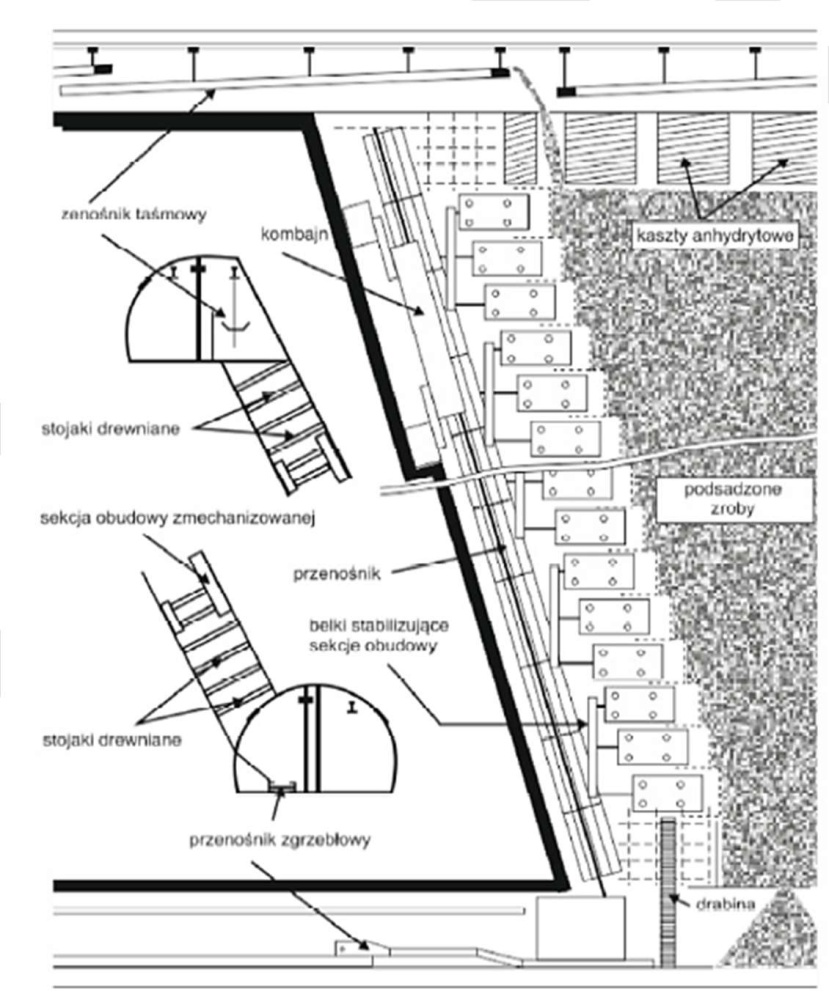 zenośnik taśmowy
kombajn
kaszty anhydrytowe
stojaki drewniane
podsadzone
zroby
sekcja obudowy zmechanizowanej
przenośnik
belki stabilizujące
sekcje obudowy
stojaki drewniane
przenośnik zgrzebłowy
drabina